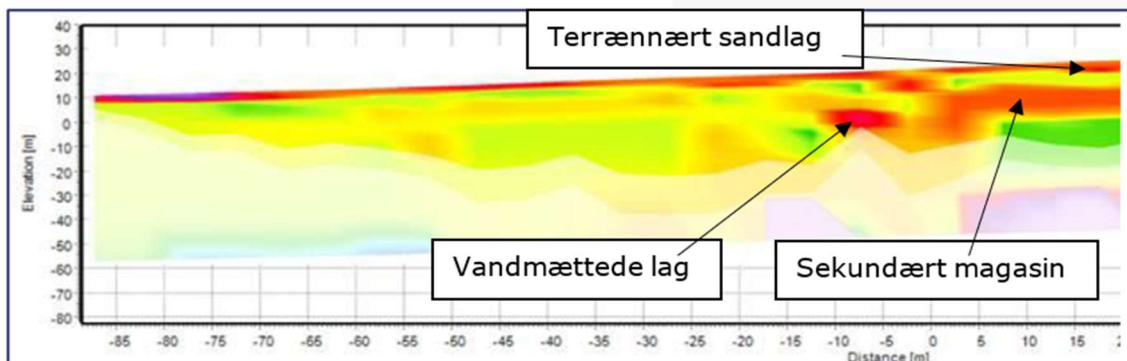 Terrænnært sandlag
Elevation [m]
40
30
20
10
0
-10
-20
-30
-40
-50
-60
-70
-80
Vandmættede lag
Sekundært magasin
-85 -80 -75 -70 -65 -60 -55 -50 -45 -40 -35 -30 -25 -20 -15 -10 -5 0 5 10 15
Distance [m]